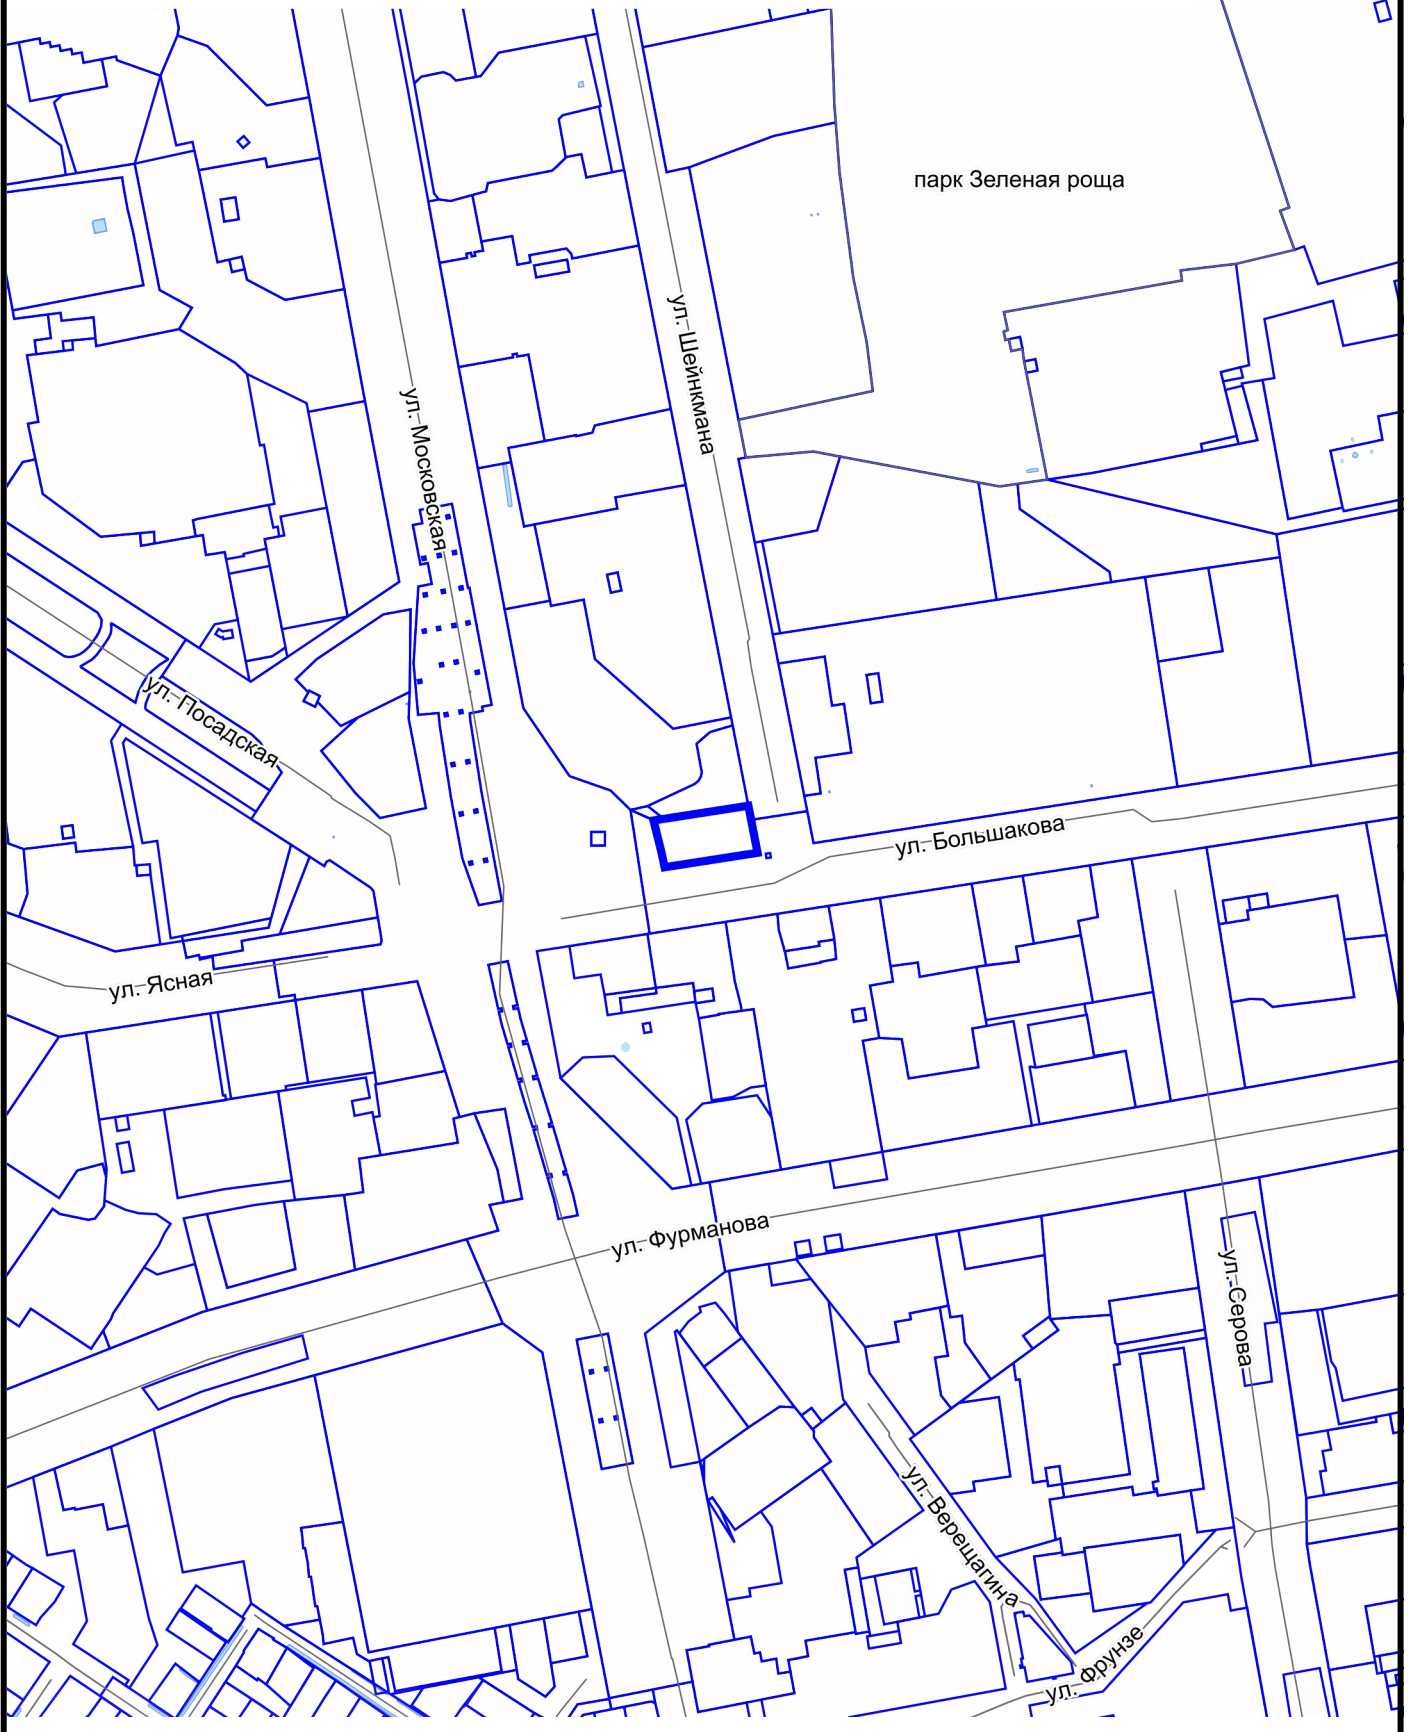 парк Зеленая роща
ул. Шейнкмана
ул. Московская
ул. Посадская
ул. Большакова
ул. Ясная
ул. Фурманова
ул. Серова
ул. Верещагина
ул. Фрунзе